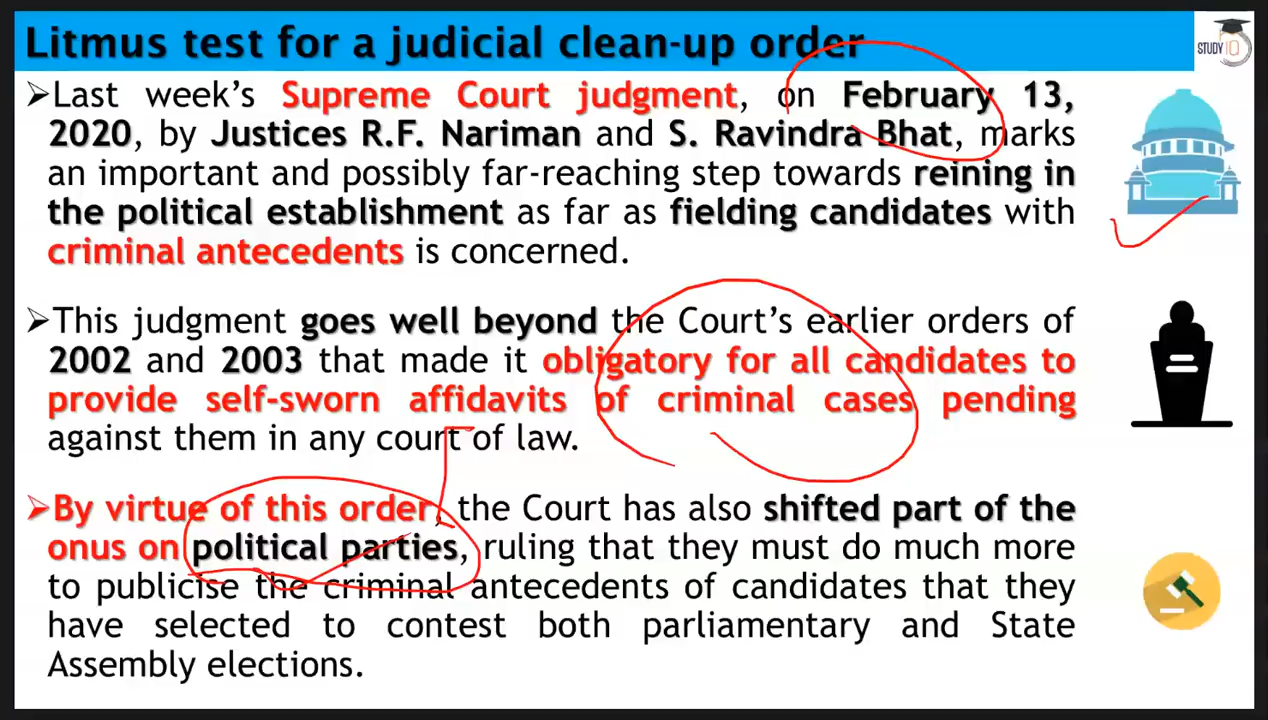 Litmus test for a judicial clean-up order
STUDY IQ
➢Last week's Supreme Court judgment, on February 13,
2020, by Justices R.F. Nariman and S. Ravindra Bhat, marks
an important and possibly far-reaching step towards reining in
the political establishment as far as fielding candidates with
criminal antecedents is concerned.
➢This judgment goes well beyond the Court's earlier orders of
2002 and 2003 that made it obligatory for all candidates to
provide self-sworn affidavits of criminal cases pending
against them in any court of law.
➢By virtue of this order, the Court has also shifted part of the
onus on political parties, ruling that they must do much more
to publicise the criminal antecedents of candidates that they
have selected to contest both parliamentary and State
Assembly elections.